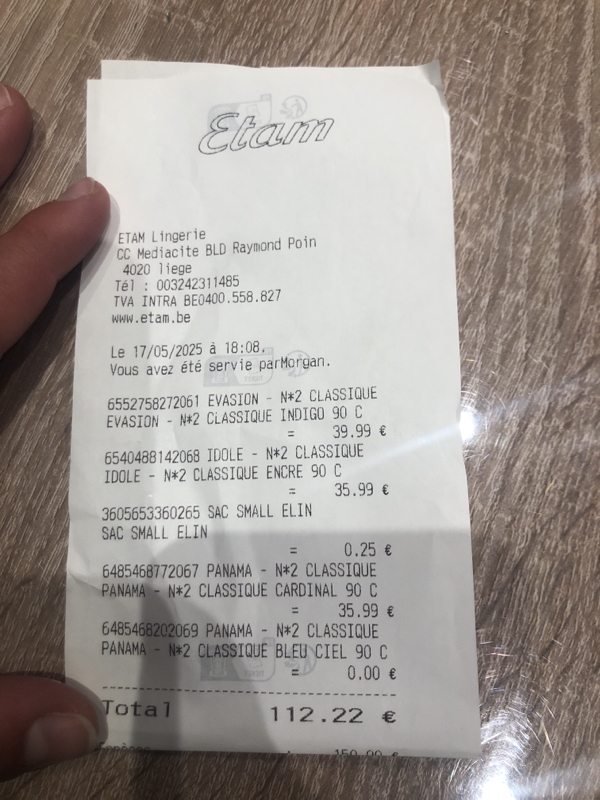 Etam
ETAM Lingerie
CC Mediacite BLD Raymond Poin
4020 liege
Tél : 003242311485
TVA INTRA BE0400.558.827
www.etam.be
Le 17/05/2025 à 18:08.
Vous avez été servie parMorgan.
6552758272061 EVASION - N*2 CLASSIQUE
EVASION - N*2 CLASSIQUE INDIGO 90 C
= 39.99 €
6540488142068 IDOLE - N*2 CLASSIQUE
IDOLE - N*2 CLASSIQUE ENCRE 90 C
= 35.99 €
3605653360265 SAC SMALL ELIN
SAC SMALL ELIN
= 0.25 €
6485468772067 PANAMA - N*2 CLASSIQUE
PANAMA - N*2 CLASSIQUE CARDINAL 90 C
= 35.99 €
6485468202069 PANAMA - N*2 CLASSIQUE
PANAMA - N*2 CLASSIQUE BLEU CIEL 90 C
= 0.00 €
Total 112.22 €
150.00 €